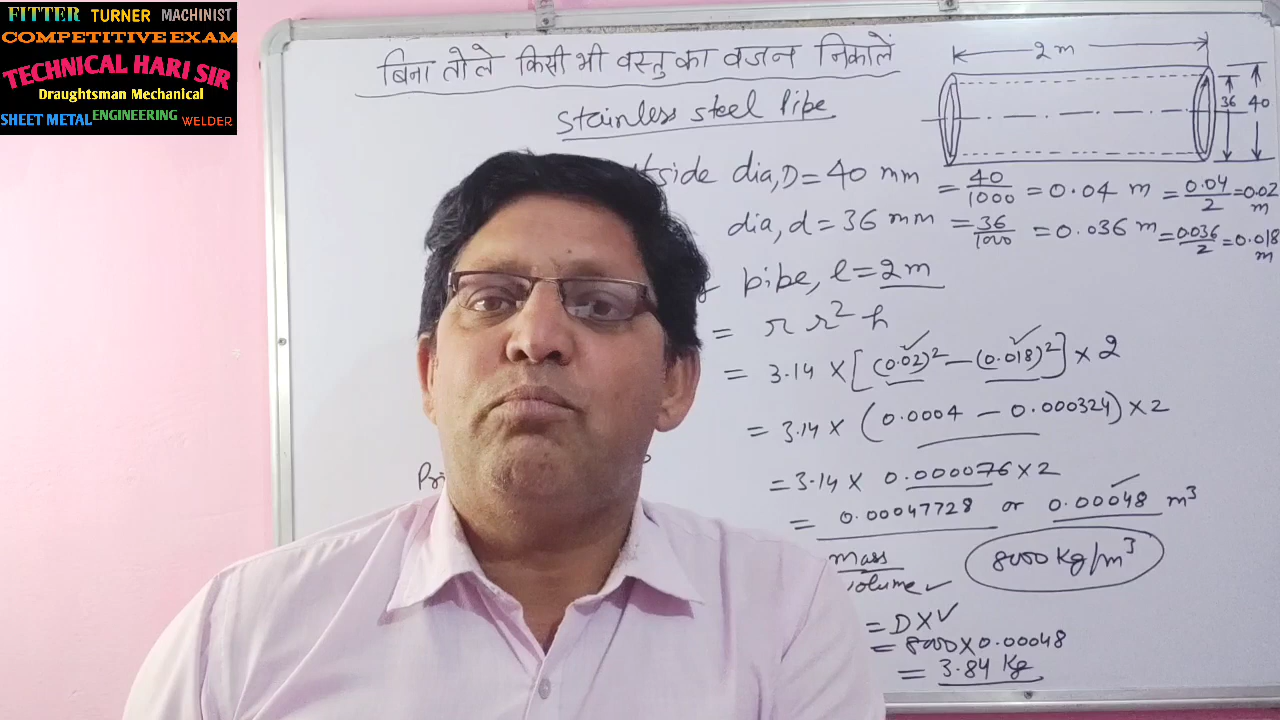 FITTER TURNER MACHINIST
COMPETITIVE EXAM
TECHNICAL HARI SIR
Draughtsman Mechanical
SHEET METAL ENGINEERING WELDER
बिना तोले किसी भी वस्तु का वजन निकालें
Stainless steel Pipe
2 m
36 40
tside dia, D = 40 mm = 40/1000 = 0.04 m = 0.04/2 = 0.02 m
dia, d = 36 mm = 36/1000 = 0.036 m = 0.036/2 = 0.018 m
pipe, l = 2m
= π r² h
= 3.14 × [(0.02)² − (0.018)²] × 2
= 3.14 × (0.0004 − 0.000324) × 2
= 3.14 × 0.000076 × 2
= 0.00047728 or 0.00048 m³
mass
volume
8000 Kg/m³
= D × V
= 8000 × 0.00048
= 3.84 Kg